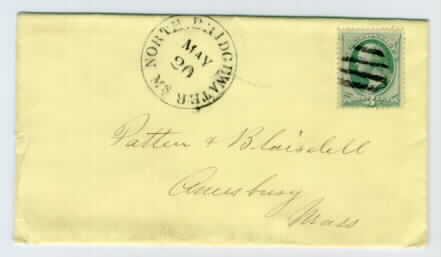 NORTH BRIDGEWATER MS
MAY
20
Patten & Blaisdell
Amesbury
Mass